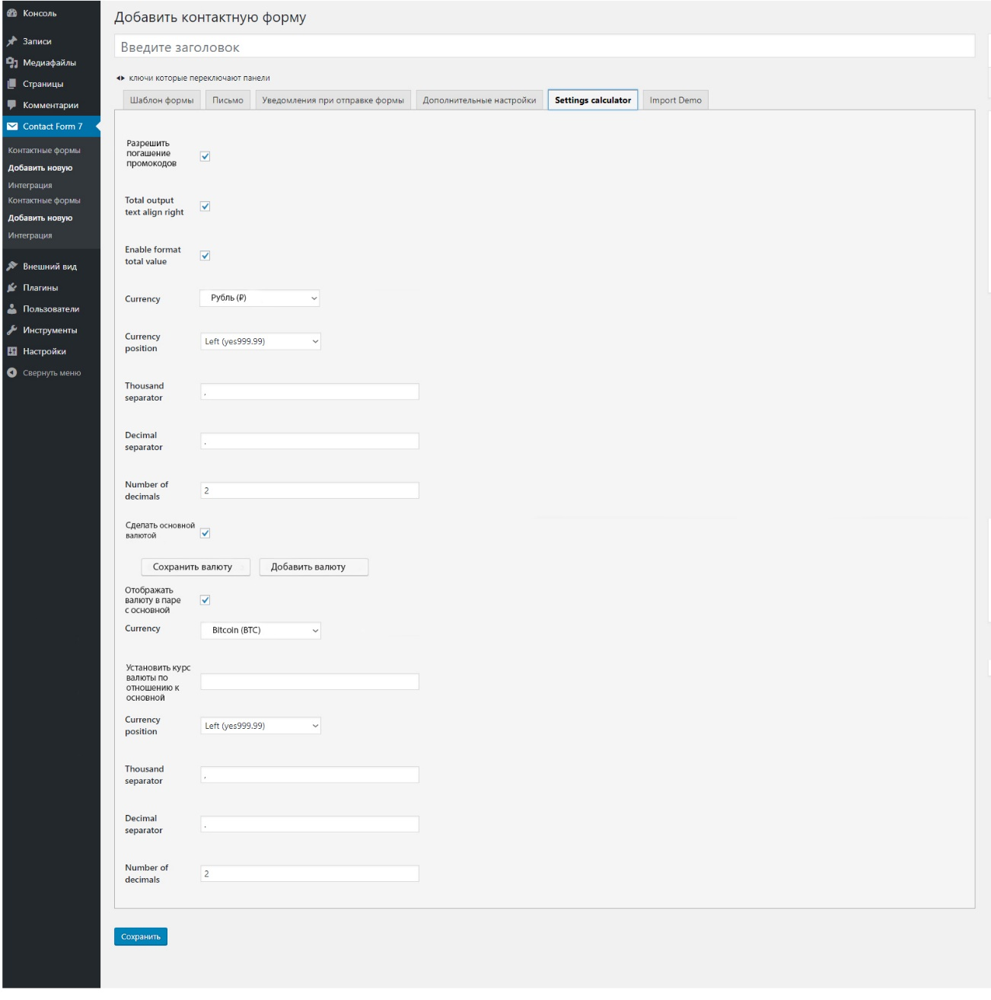 Консоль
Записи
Медиафайлы
Страницы
Комментарии
Contact Form 7
Контактные формы
Добавить новую
Интеграция
Контактные формы
Добавить новую
Интеграция
Внешний вид
Плагины
Пользователи
Инструменты
Настройки
Свернуть меню
Добавить контактную форму
Введите заголовок
ключи которые переключают панели
Шаблон формы Письмо Уведомления при отправке формы Дополнительные настройки Settings calculator Import Demo
Разрешить
погашение
промокодов
Total output
text align right
Enable format
total value
Currency Рубль (₽)
Currency
position
Left (yes999.99)
Thousand
separator
,
Decimal
separator
.
Number of
decimals
2
Сделать основной
валютой
Сохранить валюту Добавить валюту
Отображать
валюту в паре
с основной
Currency Bitcoin (BTC)
Установить курс
валюты по
отношению к
основной
Currency
position
Left (yes999.99)
Thousand
separator
,
Decimal
separator
.
Number of
decimals
2
Сохранить